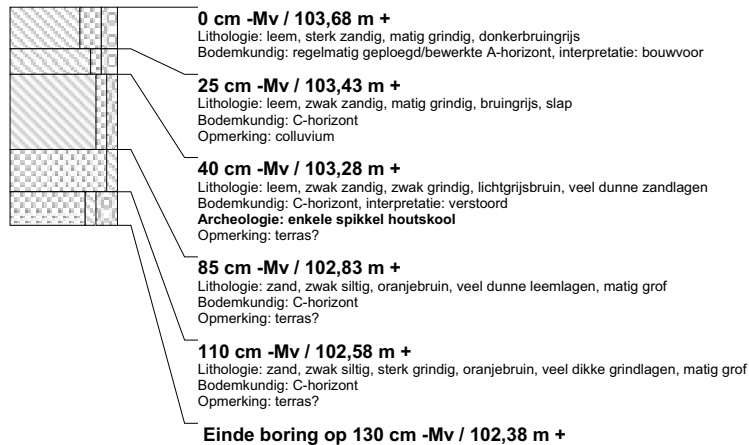 0 cm -Mv / 103,68 m +
Lithologie: leem, sterk zandig, matig grindig, donkerbruingrijs
Bodemkundig: regelmatig geploegd/bewerkte A-horizont, interpretatie: bouwvoor
25 cm -Mv / 103,43 m +
Lithologie: leem, zwak zandig, matig grindig, bruingrijs, slap
Bodemkundig: C-horizont
Opmerking: colluvium
40 cm -Mv / 103,28 m +
Lithologie: leem, zwak zandig, zwak grindig, lichtgrijsbruin, veel dunne zandlagen
Bodemkundig: C-horizont, interpretatie: verstoord
Archeologie: enkele spikkel houtskool
Opmerking: terras?
85 cm -Mv / 102,83 m +
Lithologie: zand, zwak siltig, oranjebruin, veel dunne leemlagen, matig grof
Bodemkundig: C-horizont
Opmerking: terras?
110 cm -Mv / 102,58 m +
Lithologie: zand, zwak siltig, sterk grindig, oranjebruin, veel dikke grindlagen, matig grof
Bodemkundig: C-horizont
Opmerking: terras?
Einde boring op 130 cm -Mv / 102,38 m +